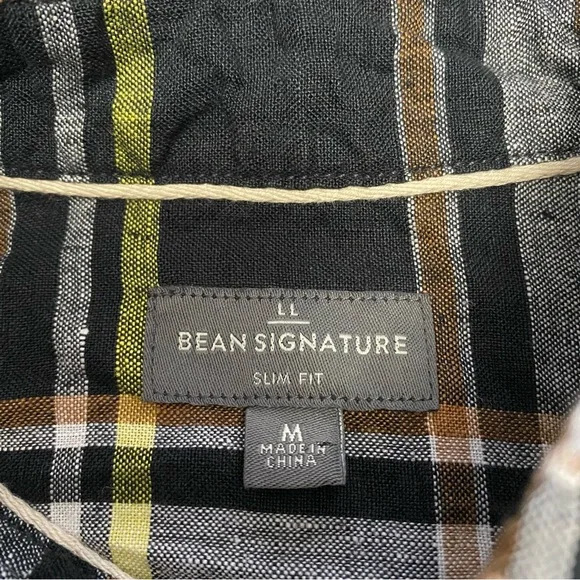 LL
BEAN SIGNATURE
SLIM FIT
M
MADE IN
CHINA